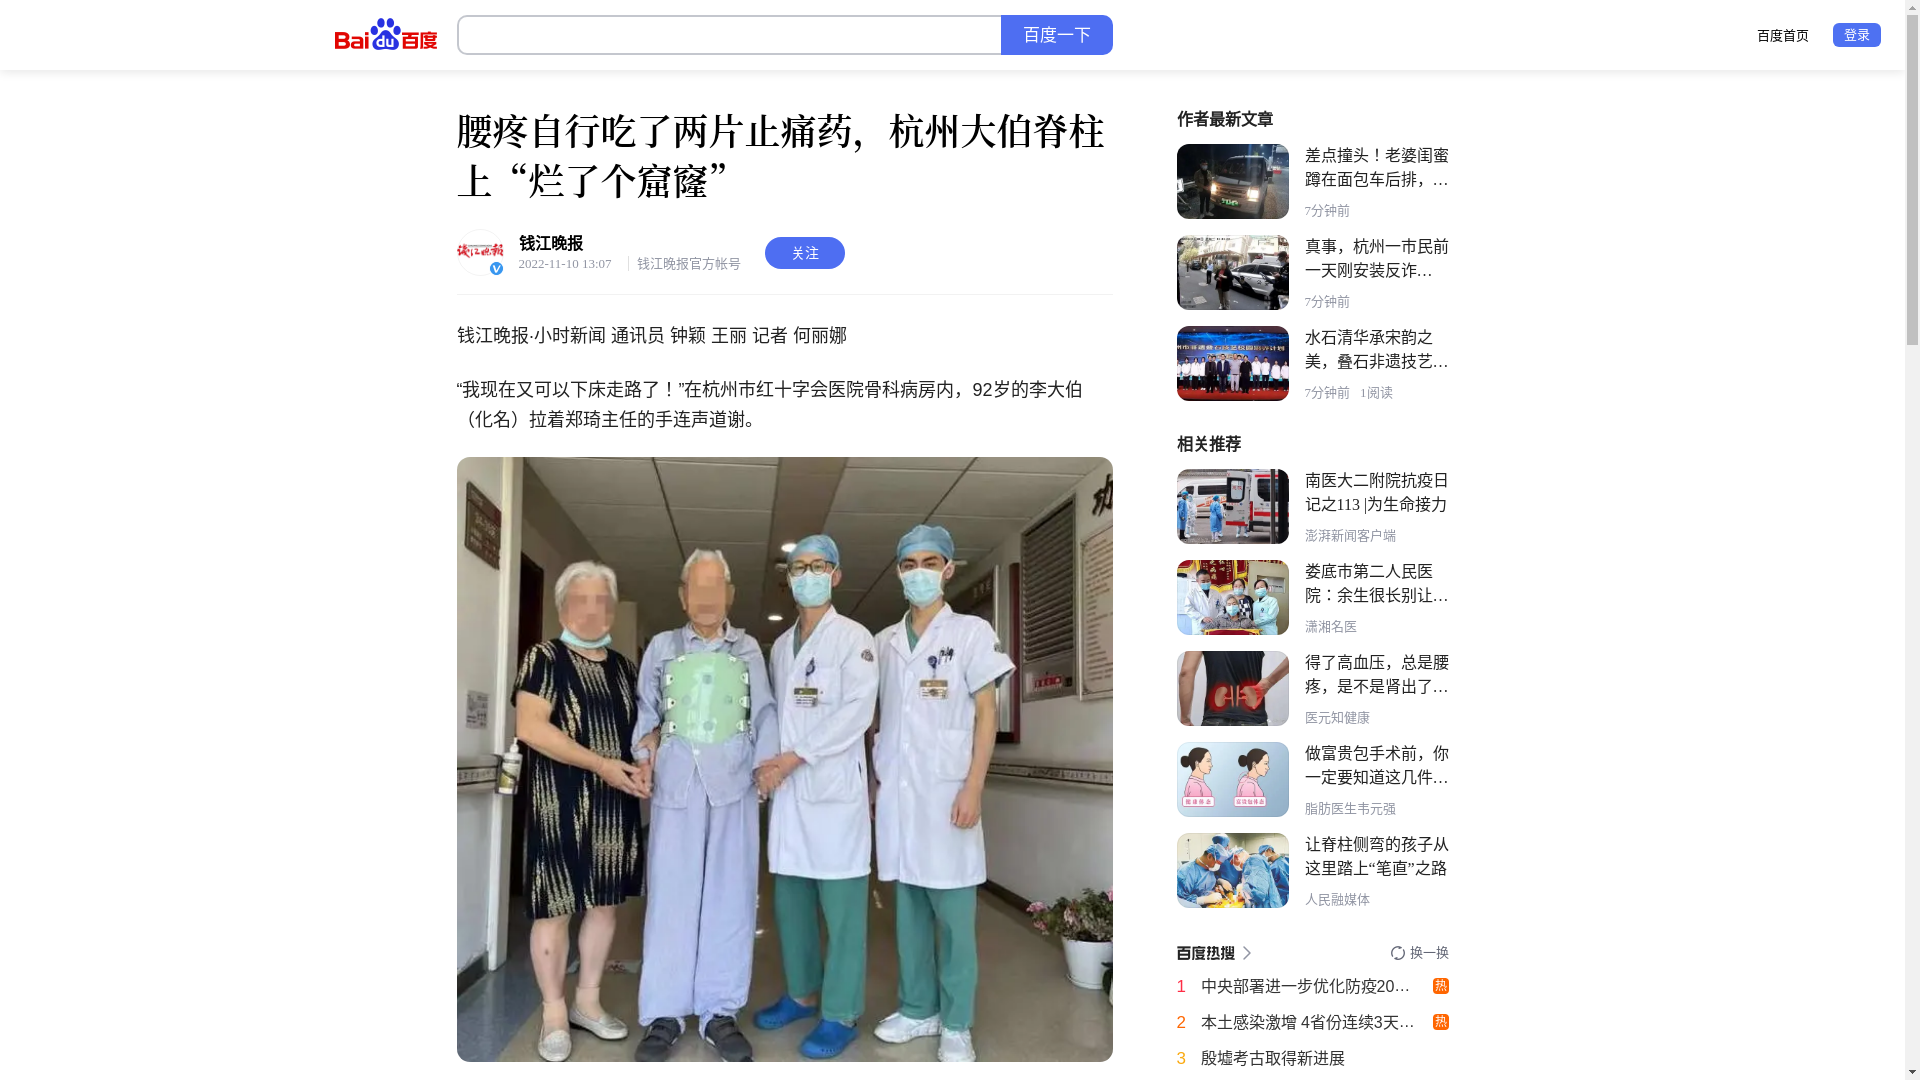 Bai du 百度
百度一下
百度首页
登录
腰疼自行吃了两片止痛药，杭州大伯脊柱
上“烂了个窟窿”
钱江晚报
钱江晚报
2022-11-10 13:07
钱江晚报官方帐号
关注
钱江晚报·小时新闻 通讯员 钟颖 王丽 记者 何丽娜
“我现在又可以下床走路了！”在杭州市红十字会医院骨科病房内，92岁的李大伯
（化名）拉着郑琦主任的手连声道谢。
作者最新文章
差点撞头！老婆闺蜜
蹲在面包车后排，…
7分钟前
真事，杭州一市民前
一天刚安装反诈…
7分钟前
水石清华承宋韵之
美，叠石非遗技艺…
7分钟前 1阅读
相关推荐
南医大二附院抗疫日
记之113 |为生命接力
澎湃新闻客户端
娄底市第二人民医
院：余生很长别让…
潇湘名医
得了高血压，总是腰
疼，是不是肾出了…
医元知健康
做富贵包手术前，你
一定要知道这几件…
脂肪医生韦元强
让脊柱侧弯的孩子从
这里踏上“笔直”之路
人民融媒体
百度热搜
换一换
1 中央部署进一步优化防疫20… 热
2 本土感染激增 4省份连续3天… 热
3 殷墟考古取得新进展